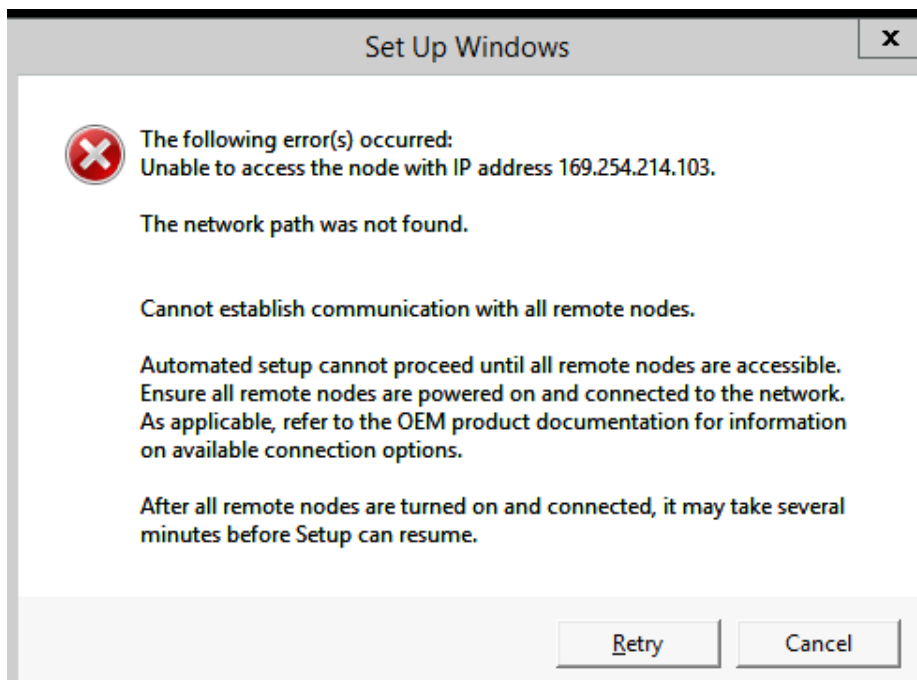 Set Up Windows
x
The following error(s) occurred:
Unable to access the node with IP address 169.254.214.103.
The network path was not found.
Cannot establish communication with all remote nodes.
Automated setup cannot proceed until all remote nodes are accessible.
Ensure all remote nodes are powered on and connected to the network.
As applicable, refer to the OEM product documentation for information
on available connection options.
After all remote nodes are turned on and connected, it may take several
minutes before Setup can resume.
Retry
Cancel